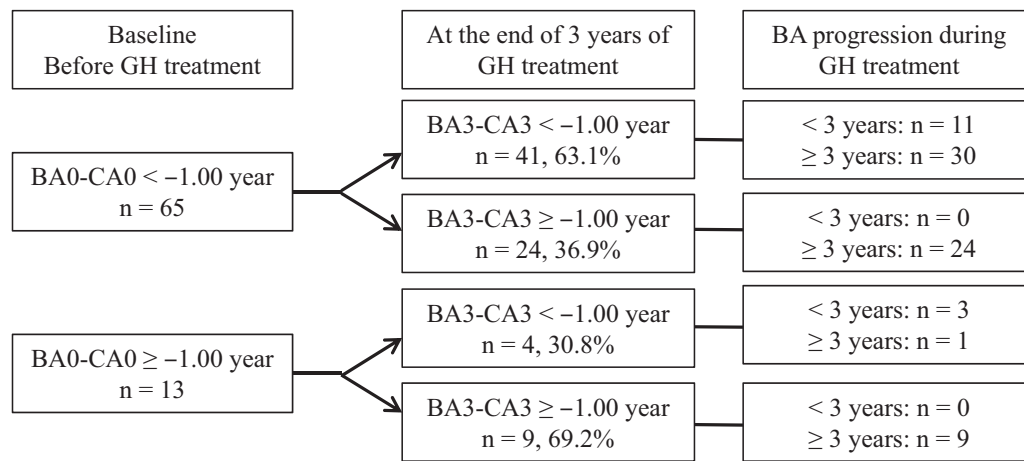 Baseline
Before GH treatment
At the end of 3 years of
GH treatment
BA progression during
GH treatment
BA0-CA0 < −1.00 year
n = 65
BA3-CA3 < −1.00 year
n = 41, 63.1%
< 3 years: n = 11
≥ 3 years: n = 30
BA3-CA3 ≥ −1.00 year
n = 24, 36.9%
< 3 years: n = 0
≥ 3 years: n = 24
BA0-CA0 ≥ −1.00 year
n = 13
BA3-CA3 < −1.00 year
n = 4, 30.8%
< 3 years: n = 3
≥ 3 years: n = 1
BA3-CA3 ≥ −1.00 year
n = 9, 69.2%
< 3 years: n = 0
≥ 3 years: n = 9